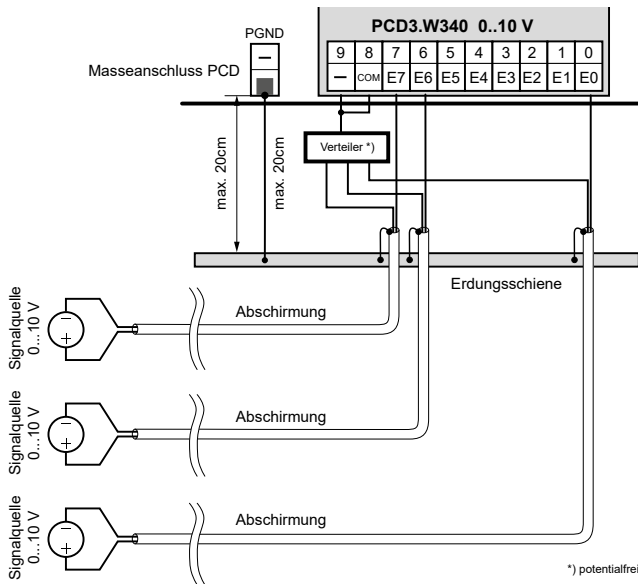 PCD3.W340 0..10 V
PGND
–
Masseanschluss PCD
9 8 7 6 5 4 3 2 1 0
– COM E7 E6 E5 E4 E3 E2 E1 E0
max. 20cm
max. 20cm
Verteiler *)
Erdungsschiene
Signalquelle
0...10 V
– +
Abschirmung
Signalquelle
0...10 V
– +
Abschirmung
Signalquelle
0...10 V
– +
Abschirmung
*) potentialfrei